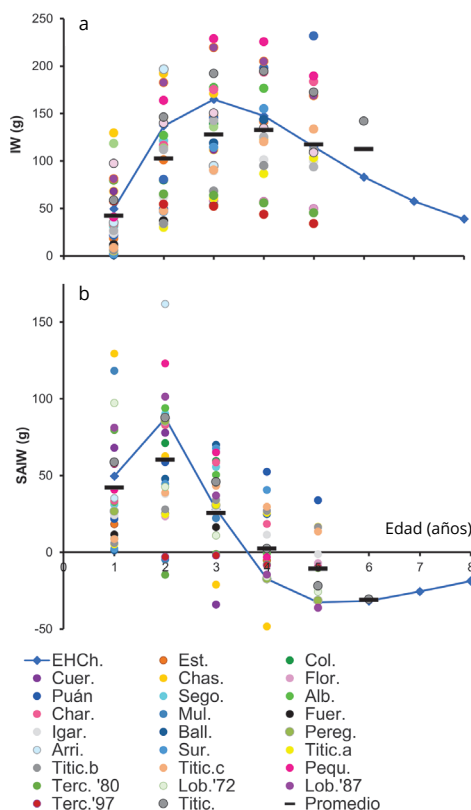 a
250
200
150
100
50
0
IW (g)
b
150
100
50
0
-50
SAIW (g)
Edad (años)
0 1 2 3 4 5 6 7 8
EHCh. Est. Col.
Cuer. Chas. Flor.
Puán Sego. Alb.
Char. Mul. Fuer.
Igar. Ball. Pereg.
Arri. Sur. Titic.a
Titic.b Titic.c Pequ.
Terc. '80 Lob.'72 Lob.'87
Terc.'97 Titic. Promedio